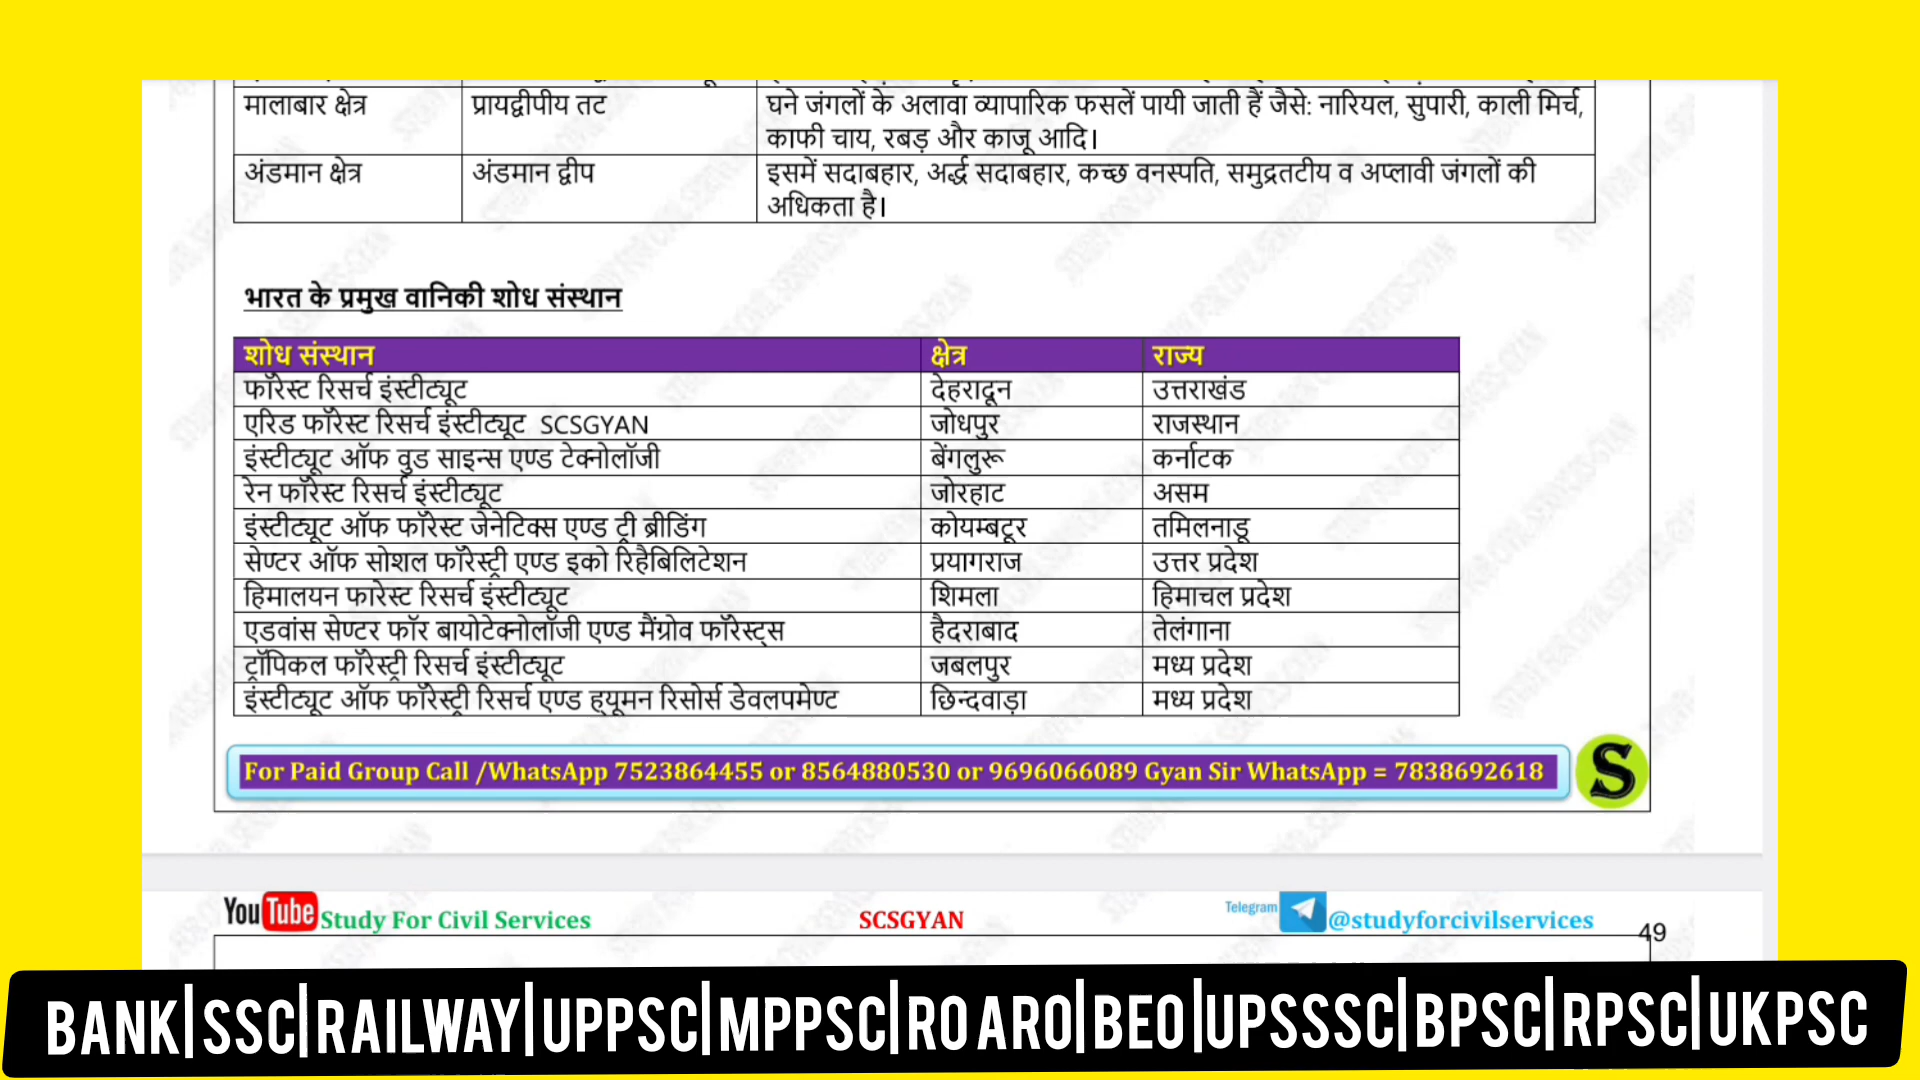 मालाबार क्षेत्र प्रायद्वीपीय तट घने जंगलों के अलावा व्यापारिक फसलें पायी जाती हैं जैसे: नारियल, सुपारी, काली मिर्च,
काफी चाय, रबड़ और काजू आदि।
अंडमान क्षेत्र अंडमान द्वीप इसमें सदाबहार, अर्द्ध सदाबहार, कच्छ वनस्पति, समुद्रतटीय व अप्लावी जंगलों की
अधिकता है।
भारत के प्रमुख वानिकी शोध संस्थान
शोध संस्थान क्षेत्र राज्य
फॉरेस्ट रिसर्च इंस्टीट्यूट देहरादून उत्तराखंड
एरिड फॉरेस्ट रिसर्च इंस्टीट्यूट SCSGYAN जोधपुर राजस्थान
इंस्टीट्यूट ऑफ वुड साइन्स एण्ड टेक्नोलॉजी बेंगलुरू कर्नाटक
रेन फॉरेस्ट रिसर्च इंस्टीट्यूट जोरहाट असम
इंस्टीट्यूट ऑफ फॉरेस्ट जेनेटिक्स एण्ड ट्री ब्रीडिंग कोयम्बटूर तमिलनाडू
सेण्टर ऑफ सोशल फॉरेस्ट्री एण्ड इको रिहैबिलिटेशन प्रयागराज उत्तर प्रदेश
हिमालयन फारेस्ट रिसर्च इंस्टीट्यूट शिमला हिमाचल प्रदेश
एडवांस सेण्टर फॉर बायोटेक्नोलॉजी एण्ड मैंग्रोव फॉरेस्ट्स हैदराबाद तेलंगाना
ट्रॉपिकल फॉरेस्ट्री रिसर्च इंस्टीट्यूट जबलपुर मध्य प्रदेश
इंस्टीट्यूट ऑफ फॉरेस्ट्री रिसर्च एण्ड ह्यूमन रिसोर्स डेवलपमेण्ट छिन्दवाड़ा मध्य प्रदेश
For Paid Group Call /WhatsApp 7523864455 or 8564880530 or 9696066089 Gyan Sir WhatsApp = 7838692618 S
YouTube Study For Civil Services SCSGYAN Telegram @studyforcivilservices 49
BANK|SSC|RAILWAY|UPPSC|MPPSC|RO ARO|BEO|UPSSSC|BPSC|RPSC|UKPSC